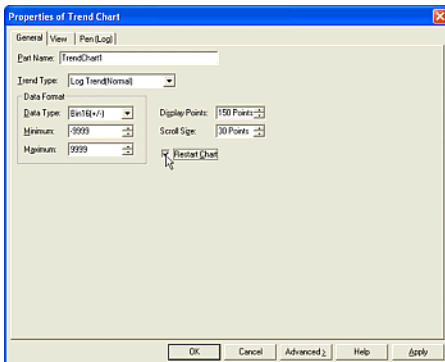 Properties of Trend Chart
General View Pen (Log)
Part Name: TrendChart1
Trend Type: Log Trend(Normal)
Data Format
Data Type: Bin16(+/-) Display Points: 150 Points
Minimum: -9999 Scroll Size: 30 Points
Maximum: 9999
Restart Chart
OK Cancel Advanced > Help Apply